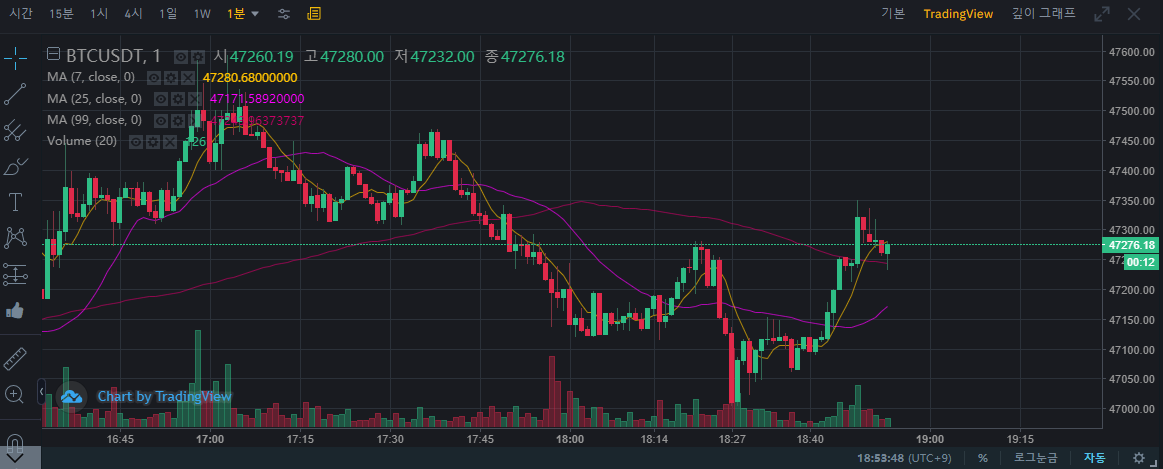 시간 15분 1시 4시 1일 1W 1분 기본 TradingView 깊이 그래프
BTCUSDT, 1 시47260.19 고47280.00 저47232.00 종47276.18
MA (7, close, 0) 47280.68000000
MA (25, close, 0) 47171.58920000
MA (99, close, 0)
Volume (20)
47600.00
47550.00
47500.00
47450.00
47400.00
47350.00
47300.00
47276.18
00:12
47200.00
47150.00
47100.00
47050.00
47000.00
Chart by TradingView
16:45 17:00 17:15 17:30 17:45 18:00 18:14 18:27 18:40 19:00 19:15
18:53:48 (UTC+9) % 로그눈금 자동